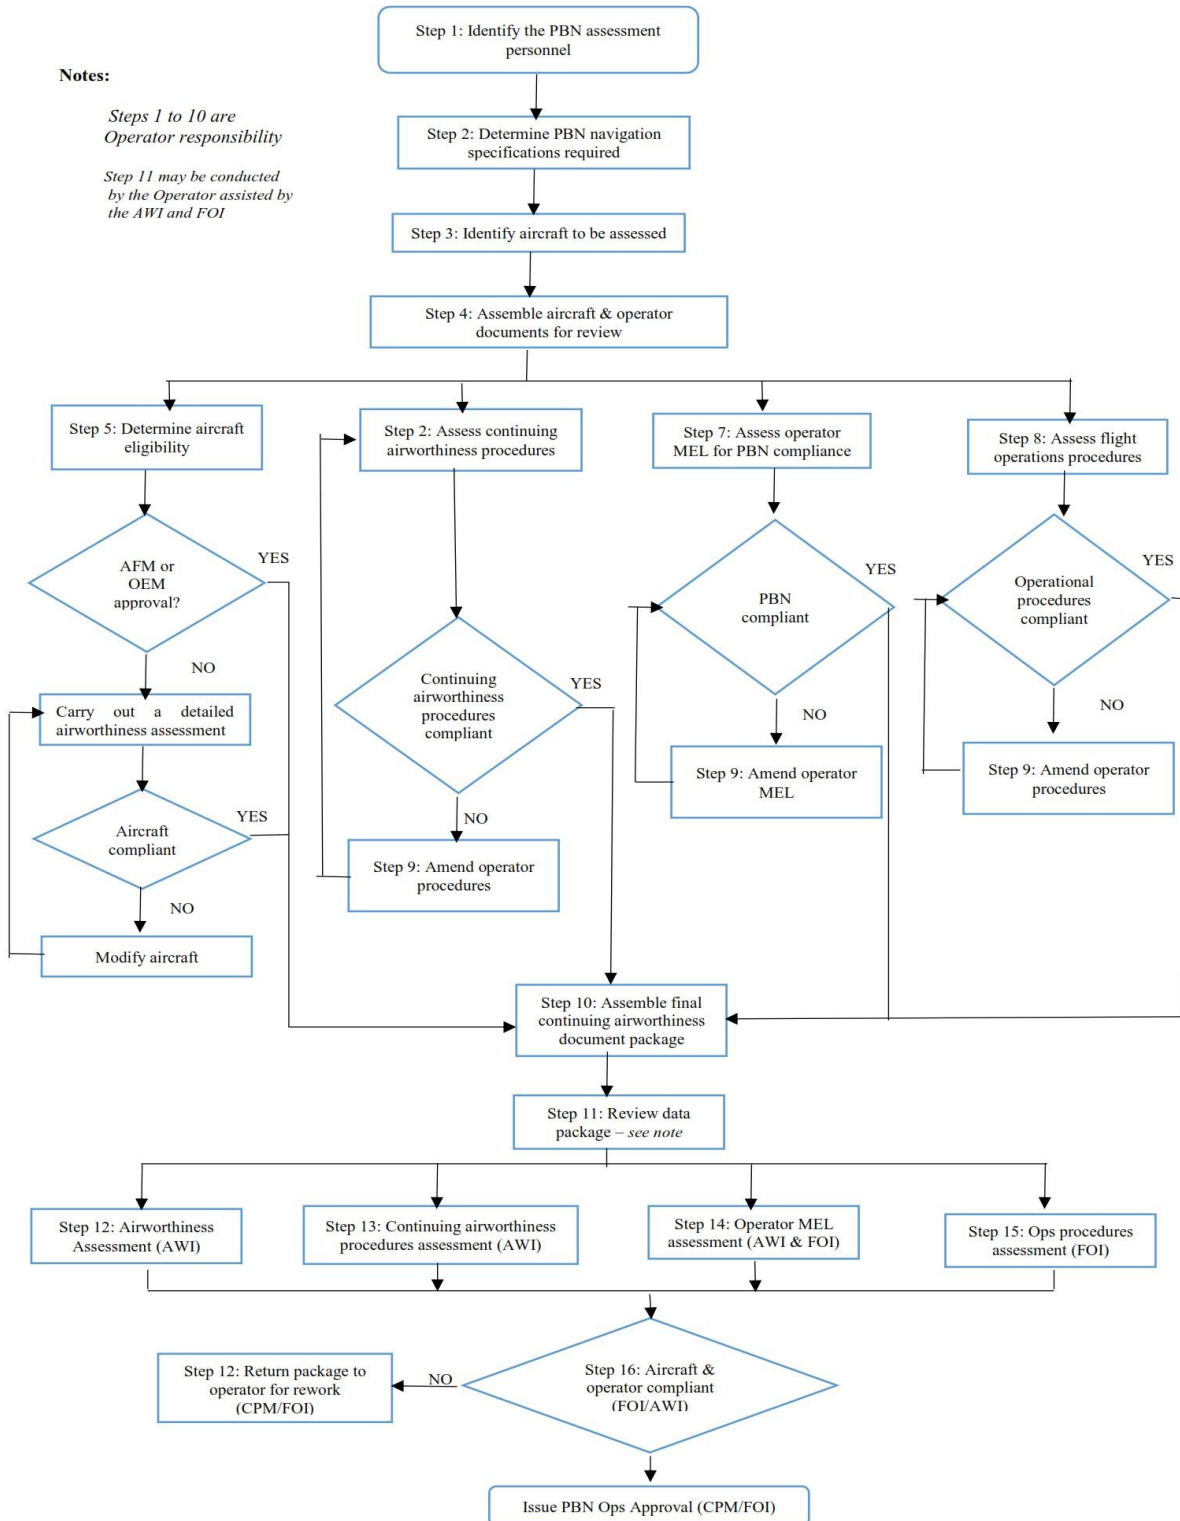 Step 1: Identify the PBN assessment
personnel
Notes:
Steps 1 to 10 are
Operator responsibility
Step 11 may be conducted
by the Operator assisted by
the AWI and FOI
Step 2: Determine PBN navigation
specifications required
Step 3: Identify aircraft to be assessed
Step 4: Assemble aircraft & operator
documents for review
Step 5: Determine aircraft
eligibility
Step 2: Assess continuing
airworthiness procedures
Step 7: Assess operator
MEL for PBN compliance
Step 8: Assess flight
operations procedures
AFM or
OEM
approval?
YES
NO
Carry out a detailed
airworthiness assessment
Aircraft
compliant
YES
NO
Modify aircraft
Continuing
airworthiness
procedures
compliant
YES
NO
Step 9: Amend operator
procedures
PBN
compliant
YES
NO
Step 9: Amend operator
MEL
Operational
procedures
compliant
YES
NO
Step 9: Amend operator
procedures
Step 10: Assemble final
continuing airworthiness
document package
Step 11: Review data
package – see note
Step 12: Airworthiness
Assessment (AWI)
Step 13: Continuing airworthiness
procedures assessment (AWI)
Step 14: Operator MEL
assessment (AWI & FOI)
Step 15: Ops procedures
assessment (FOI)
Step 16: Aircraft &
operator compliant
(FOI/AWI)
NO
Step 12: Return package to
operator for rework
(CPM/FOI)
Issue PBN Ops Approval (CPM/FOI)